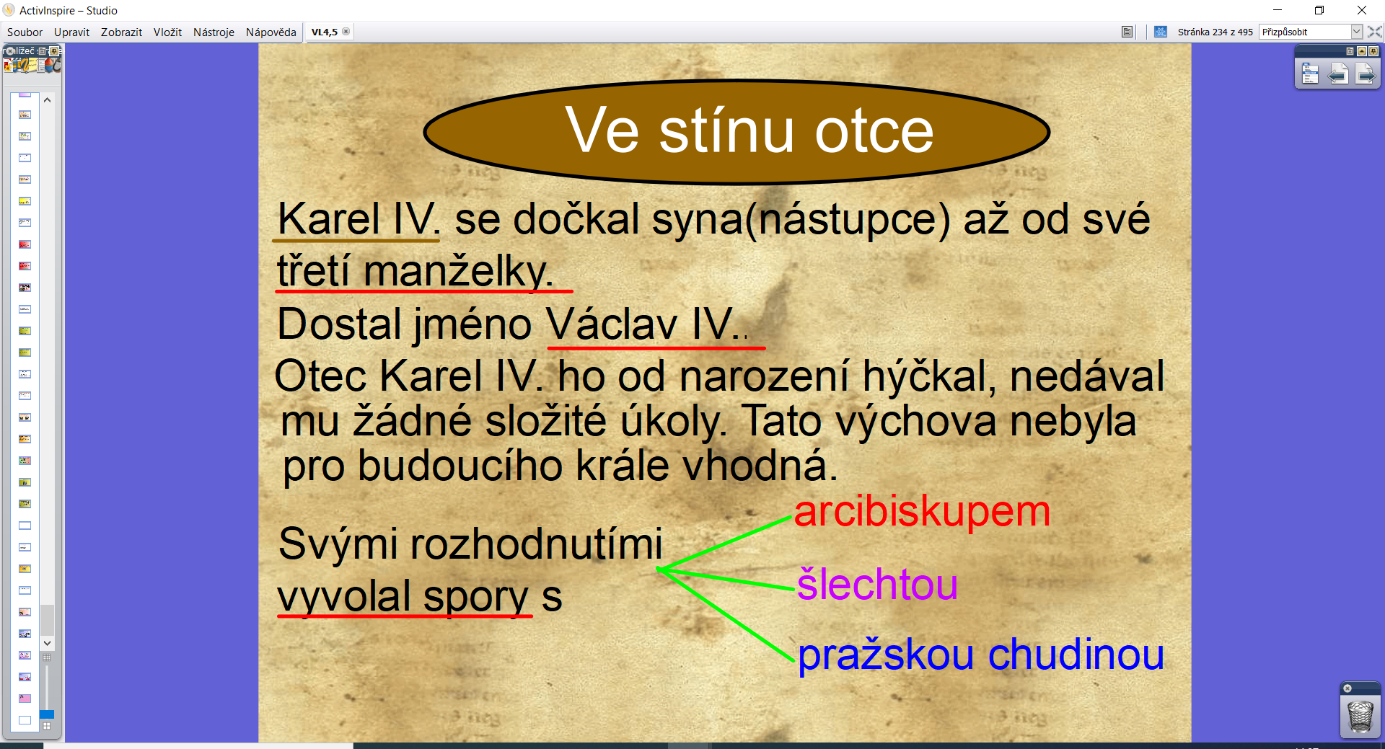 ActivInspire – Studio
Soubor Upravit Zobrazit Vložit Nástroje Nápověda VL4,5 Stránka 234 z 495 Přizpůsobit
Ve stínu otce
Karel IV. se dočkal syna(nástupce) až od své
třetí manželky.
Dostal jméno Václav IV..
Otec Karel IV. ho od narození hýčkal, nedával
mu žádné složité úkoly. Tato výchova nebyla
pro budoucího krále vhodná.
arcibiskupem
Svými rozhodnutími
šlechtou
vyvolal spory s
pražskou chudinou